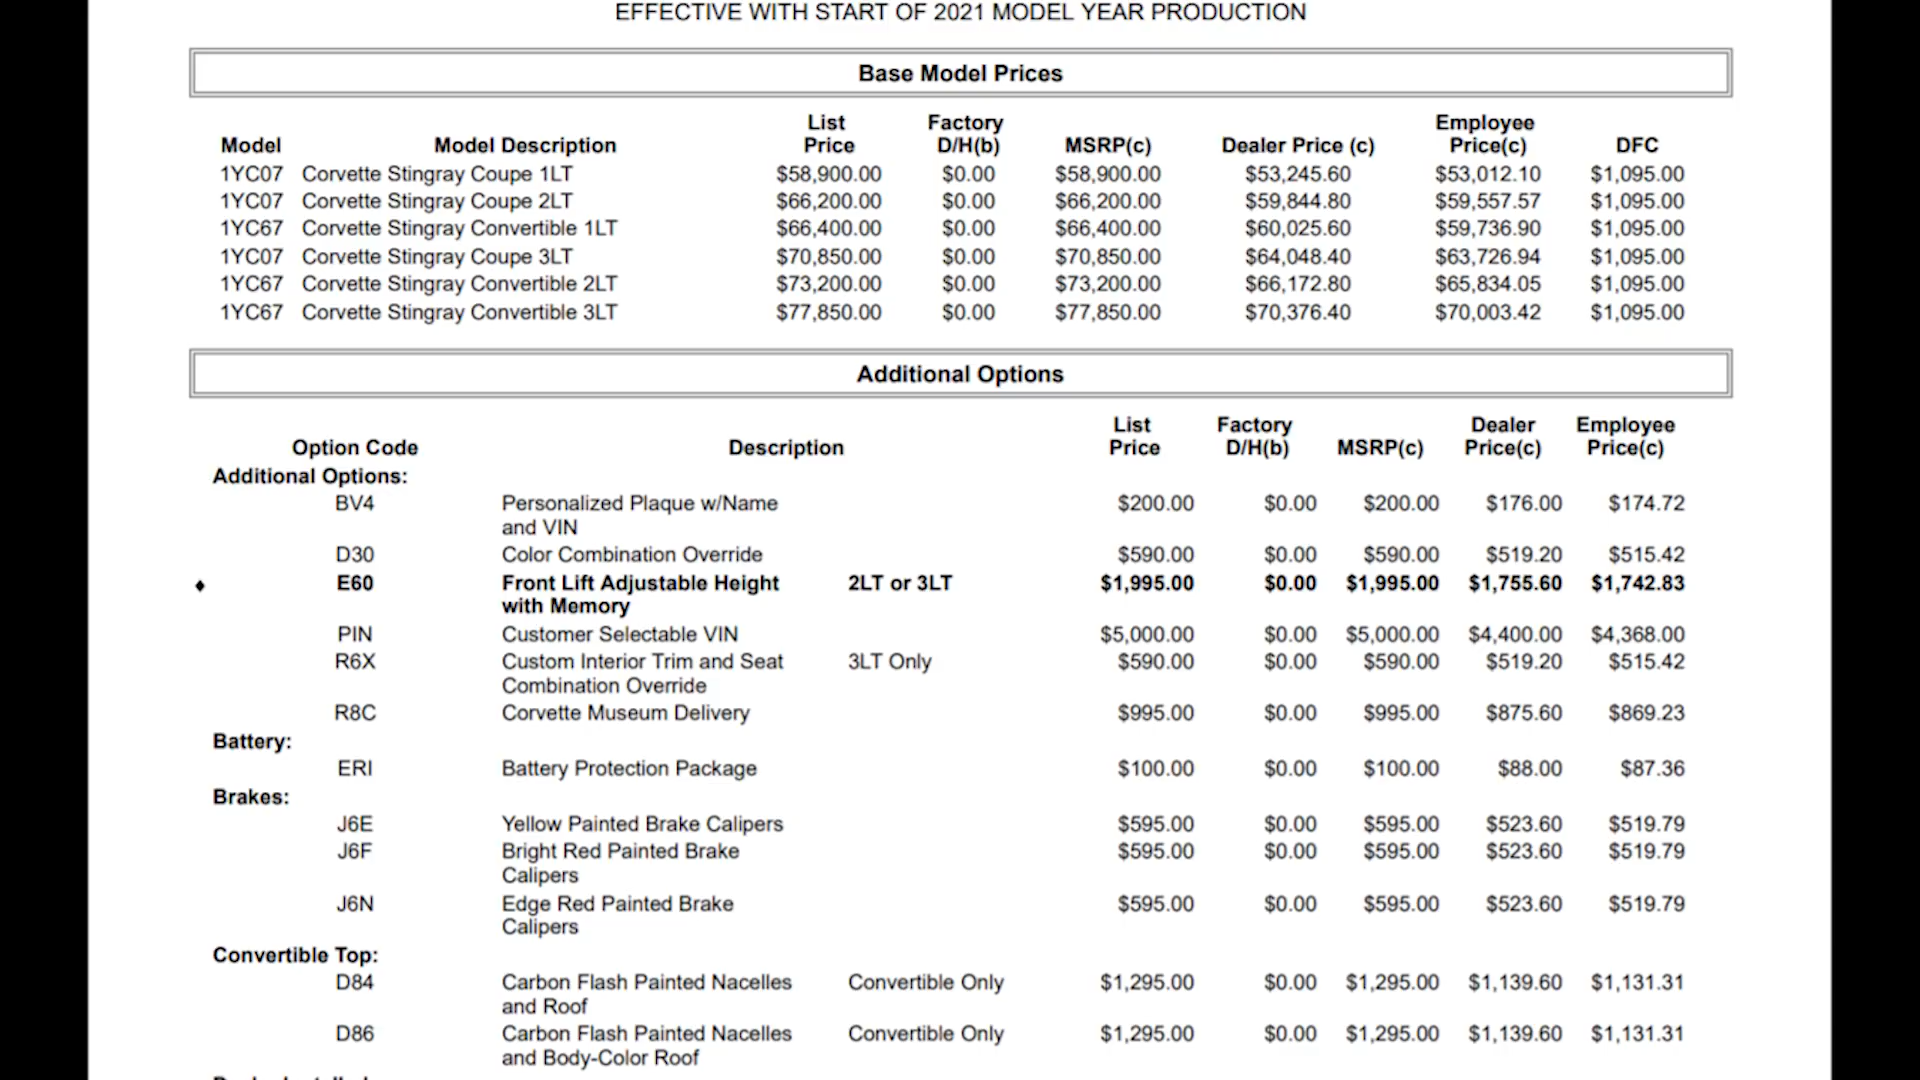 EFFECTIVE WITH START OF 2021 MODEL YEAR PRODUCTION
Base Model Prices
List Factory Employee
Model Model Description Price D/H(b) MSRP(c) Dealer Price (c) Price(c) DFC
1YC07 Corvette Stingray Coupe 1LT $58,900.00 $0.00 $58,900.00 $53,245.60 $53,012.10 $1,095.00
1YC07 Corvette Stingray Coupe 2LT $66,200.00 $0.00 $66,200.00 $59,844.80 $59,557.57 $1,095.00
1YC67 Corvette Stingray Convertible 1LT $66,400.00 $0.00 $66,400.00 $60,025.60 $59,736.90 $1,095.00
1YC07 Corvette Stingray Coupe 3LT $70,850.00 $0.00 $70,850.00 $64,048.40 $63,726.94 $1,095.00
1YC67 Corvette Stingray Convertible 2LT $73,200.00 $0.00 $73,200.00 $66,172.80 $65,834.05 $1,095.00
1YC67 Corvette Stingray Convertible 3LT $77,850.00 $0.00 $77,850.00 $70,376.40 $70,003.42 $1,095.00
Additional Options
List Factory Dealer Employee
Option Code Description Price D/H(b) MSRP(c) Price(c) Price(c)
Additional Options:
BV4 Personalized Plaque w/Name $200.00 $0.00 $200.00 $176.00 $174.72
and VIN
D30 Color Combination Override $590.00 $0.00 $590.00 $519.20 $515.42
♦ E60 Front Lift Adjustable Height 2LT or 3LT $1,995.00 $0.00 $1,995.00 $1,755.60 $1,742.83
with Memory
PIN Customer Selectable VIN $5,000.00 $0.00 $5,000.00 $4,400.00 $4,368.00
R6X Custom Interior Trim and Seat 3LT Only $590.00 $0.00 $590.00 $519.20 $515.42
Combination Override
R8C Corvette Museum Delivery $995.00 $0.00 $995.00 $875.60 $869.23
Battery:
ERI Battery Protection Package $100.00 $0.00 $100.00 $88.00 $87.36
Brakes:
J6E Yellow Painted Brake Calipers $595.00 $0.00 $595.00 $523.60 $519.79
J6F Bright Red Painted Brake $595.00 $0.00 $595.00 $523.60 $519.79
Calipers
J6N Edge Red Painted Brake $595.00 $0.00 $595.00 $523.60 $519.79
Calipers
Convertible Top:
D84 Carbon Flash Painted Nacelles Convertible Only $1,295.00 $0.00 $1,295.00 $1,139.60 $1,131.31
and Roof
D86 Carbon Flash Painted Nacelles Convertible Only $1,295.00 $0.00 $1,295.00 $1,139.60 $1,131.31
and Body-Color Roof